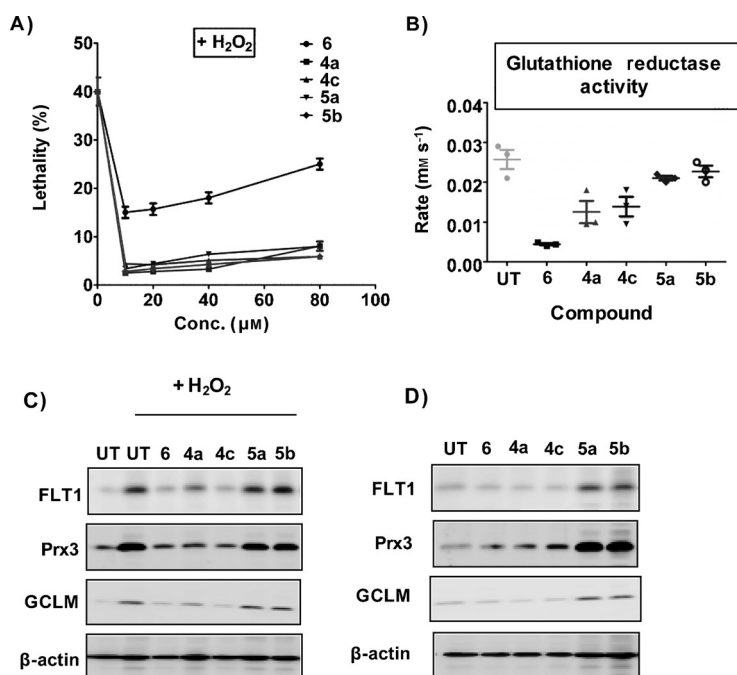 A)
+ H₂O₂
6
4a
4c
5a
5b
Lethality (%)
50
40
30
20
10
0
0 20 40 60 80 100
Conc. (μM)
B)
Glutathione reductase
activity
Rate (mM s⁻¹)
0.04
0.03
0.02
0.01
0.00
UT 6 4a 4c 5a 5b
Compound
C)
+ H₂O₂
UT UT 6 4a 4c 5a 5b
FLT1
Prx3
GCLM
β-actin
D)
UT 6 4a 4c 5a 5b
FLT1
Prx3
GCLM
β-actin